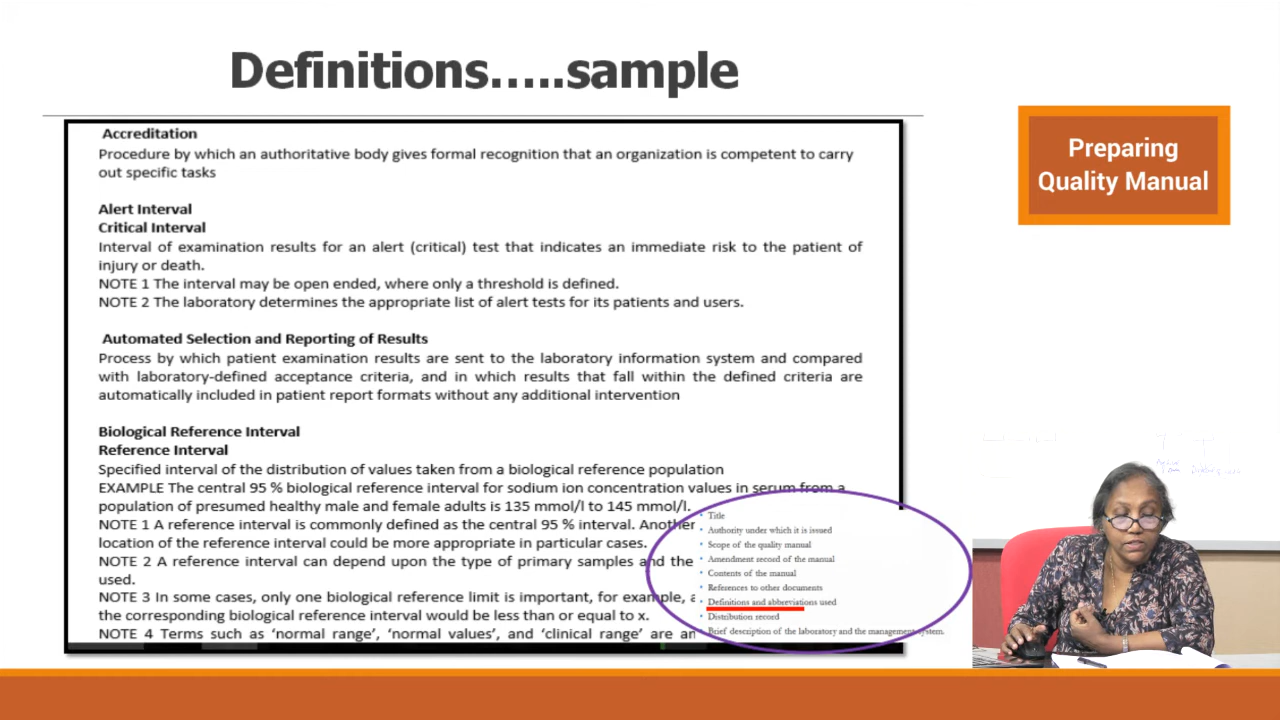 Definitions…..sample
Accreditation
Procedure by which an authoritative body gives formal recognition that an organization is competent to carry
out specific tasks
Alert Interval
Critical Interval
Interval of examination results for an alert (critical) test that indicates an immediate risk to the patient of
injury or death.
NOTE 1 The interval may be open ended, where only a threshold is defined.
NOTE 2 The laboratory determines the appropriate list of alert tests for its patients and users.
Automated Selection and Reporting of Results
Process by which patient examination results are sent to the laboratory information system and compared
with laboratory-defined acceptance criteria, and in which results that fall within the defined criteria are
automatically included in patient report formats without any additional intervention
Biological Reference Interval
Reference Interval
Specified interval of the distribution of values taken from a biological reference population
EXAMPLE The central 95 % biological reference interval for sodium ion concentration values in serum from a
population of presumed healthy male and female adults is 135 mmol/l to 145 mmol/l.
NOTE 1 A reference interval is commonly defined as the central 95 % interval. Another
location of the reference interval could be more appropriate in particular cases.
NOTE 2 A reference interval can depend upon the type of primary samples and the
used.
NOTE 3 In some cases, only one biological reference limit is important, for example,
the corresponding biological reference interval would be less than or equal to x.
NOTE 4 Terms such as ‘normal range’, ‘normal values’, and ‘clinical range’ are
• Title
• Authority under which it is issued
• Scope of the quality manual
• Amendment record of the manual
• Contents of the manual
• References to other documents
• Definitions and abbreviations used
• Distribution record
• Brief description of the laboratory and the management system.
Preparing
Quality Manual